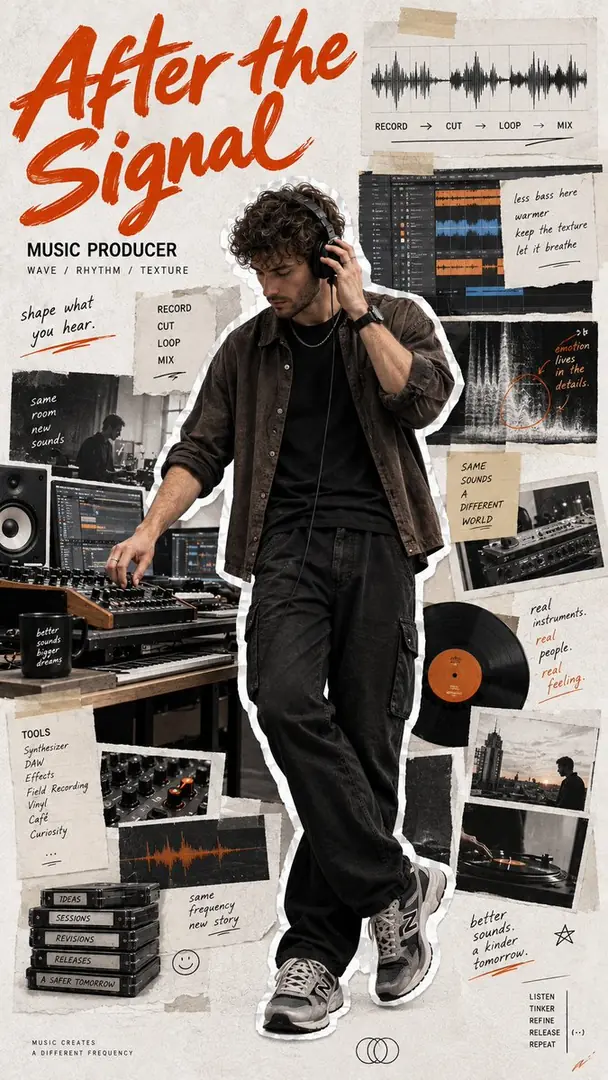 After the
Signal
MUSIC PRODUCER
WAVE / RHYTHM / TEXTURE
RECORD → CUT → LOOP → MIX
less bass here
warmer
keep the texture
let it breathe
shape what
you hear.
RECORD
CUT
LOOP
MIX
emotion
lives
in the
details.
same
room
new
sounds
SAME
SOUNDS
A
DIFFERENT
WORLD
better
sounds
bigger
dreams
real
instruments.
real
people.
real
feeling.
TOOLS
Synthesizer
DAW
Effects
Field Recording
Vinyl
Café
Curiosity
...
IDEAS
SESSIONS
REVISIONS
RELEASES
A SAFER TOMORROW
same
frequency
new story
N
N
better
sounds.
a kinder
tomorrow.
LISTEN
TINKER
REFINE
RELEASE
REPEAT
(··)
MUSIC CREATES
A DIFFERENT FREQUENCY